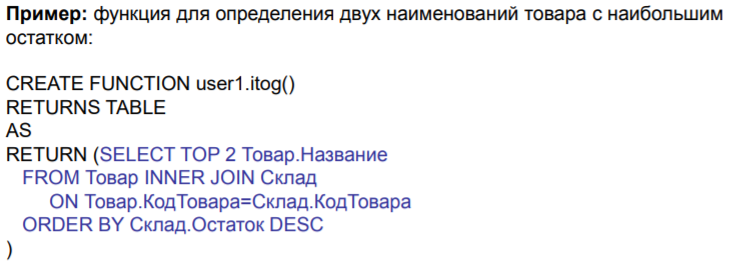 Пример: функция для определения двух наименований товара с наибольшим
остатком:
CREATE FUNCTION user1.itog()
RETURNS TABLE
AS
RETURN (SELECT TOP 2 Товар.Название
FROM Товар INNER JOIN Склад
ON Товар.КодТовара=Склад.КодТовара
ORDER BY Склад.Остаток DESC
)